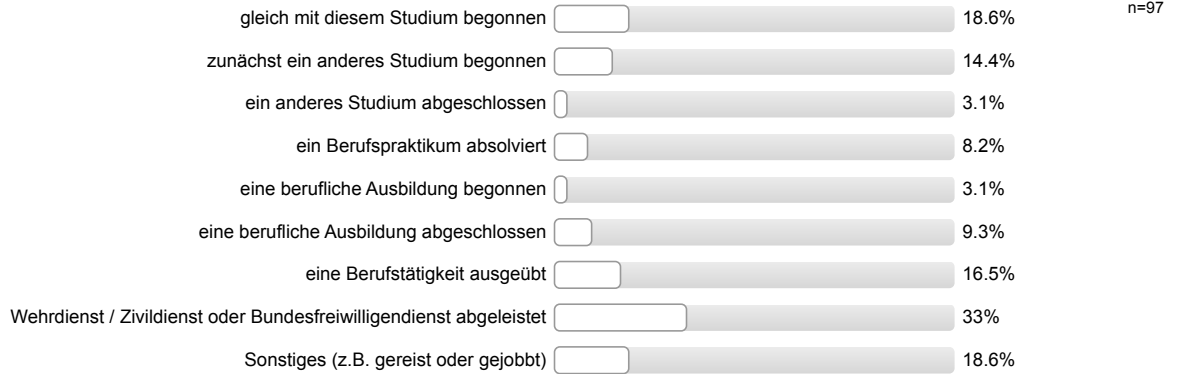 gleich mit diesem Studium begonnen 18.6% n=97
zunächst ein anderes Studium begonnen 14.4%
ein anderes Studium abgeschlossen 3.1%
ein Berufspraktikum absolviert 8.2%
eine berufliche Ausbildung begonnen 3.1%
eine berufliche Ausbildung abgeschlossen 9.3%
eine Berufstätigkeit ausgeübt 16.5%
Wehrdienst / Zivildienst oder Bundesfreiwilligendienst abgeleistet 33%
Sonstiges (z.B. gereist oder gejobbt) 18.6%